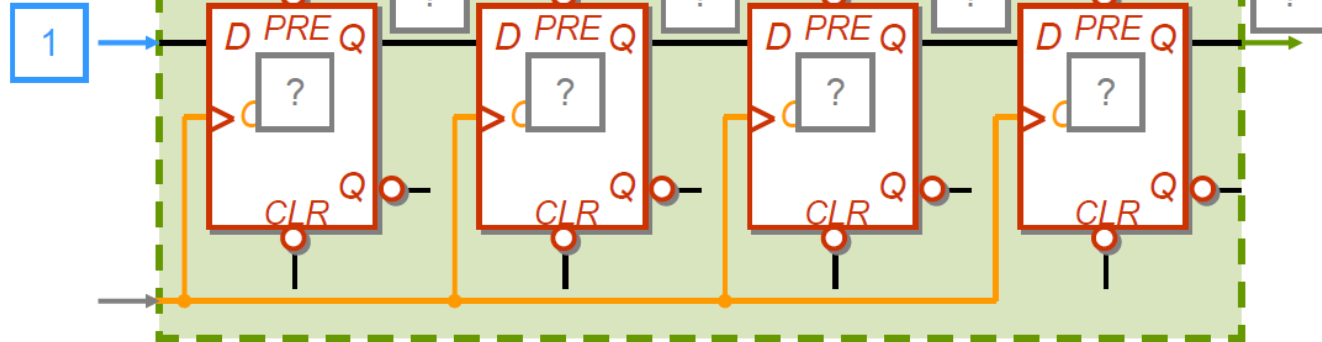 ? ? ? ?
1 D PRE Q D PRE Q D PRE Q D PRE Q
C ? C ? C ? C ?
Q Q Q Q
CLR CLR CLR CLR